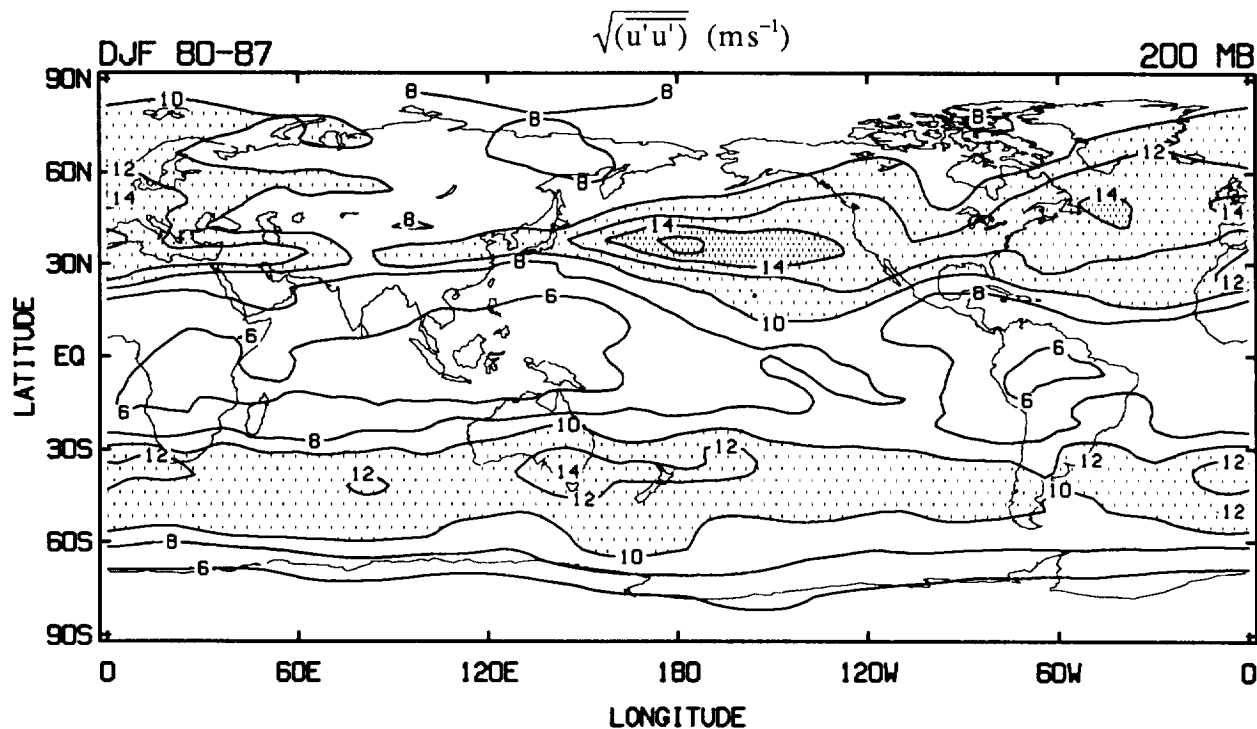 √(u'u') (ms⁻¹)
DJF 80-87 200 MB
90N
60N
30N
EQ
30S
60S
90S
LATITUDE
10 8 8 8 8
12 12
8 8
14 14 14
14
8 14
6 10 8 12
6 6
6 6
8 10
12 12 12 12
12 14 12 10 12
8 10
6
0 60E 120E 180 120W 60W 0
LONGITUDE